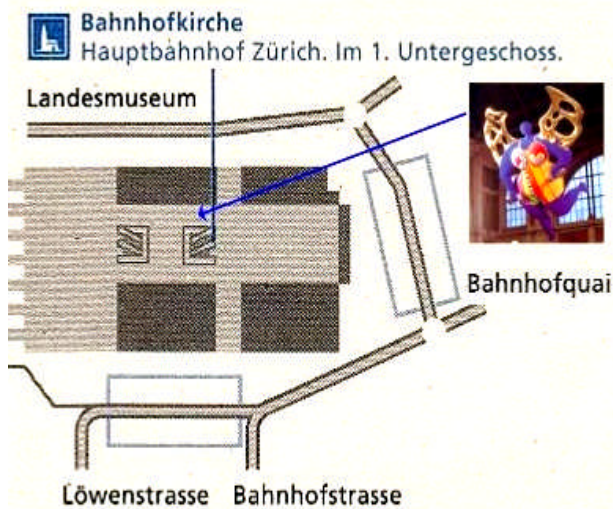 Bahnhofkirche
Hauptbahnhof Zürich. Im 1. Untergeschoss.
Landesmuseum
Bahnhofquai
Löwenstrasse Bahnhofstrasse